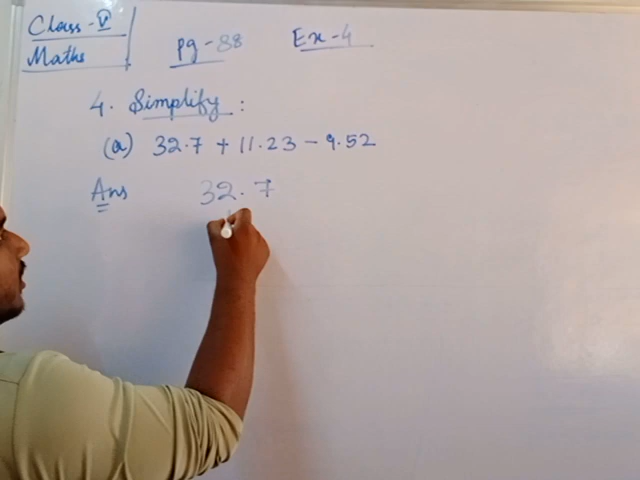 Class - V
Maths
Pg - 88
Ex - 4
4. Simplify :
(a) 32.7 + 11.23 - 9.52
Ans 32.7